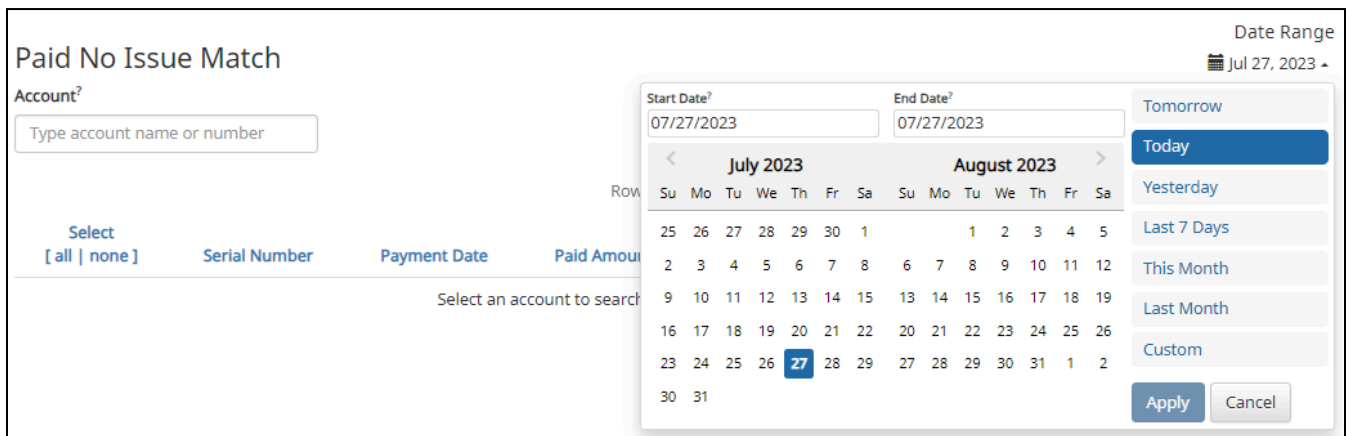 Date Range
Paid No Issue Match
Jul 27, 2023
Account?
Type account name or number
Start Date?
End Date?
07/27/2023
07/27/2023
July 2023
August 2023
Su Mo Tu We Th Fr Sa
Su Mo Tu We Th Fr Sa
25 26 27 28 29 30 1
1 2 3 4 5
2 3 4 5 6 7 8
6 7 8 9 10 11 12
9 10 11 12 13 14 15
13 14 15 16 17 18 19
16 17 18 19 20 21 22
20 21 22 23 24 25 26
23 24 25 26 27 28 29
27 28 29 30 31 1 2
30 31
Tomorrow
Today
Yesterday
Last 7 Days
This Month
Last Month
Custom
Apply
Cancel
Row
Select
[ all | none ]
Serial Number
Payment Date
Paid Amou
Select an account to search